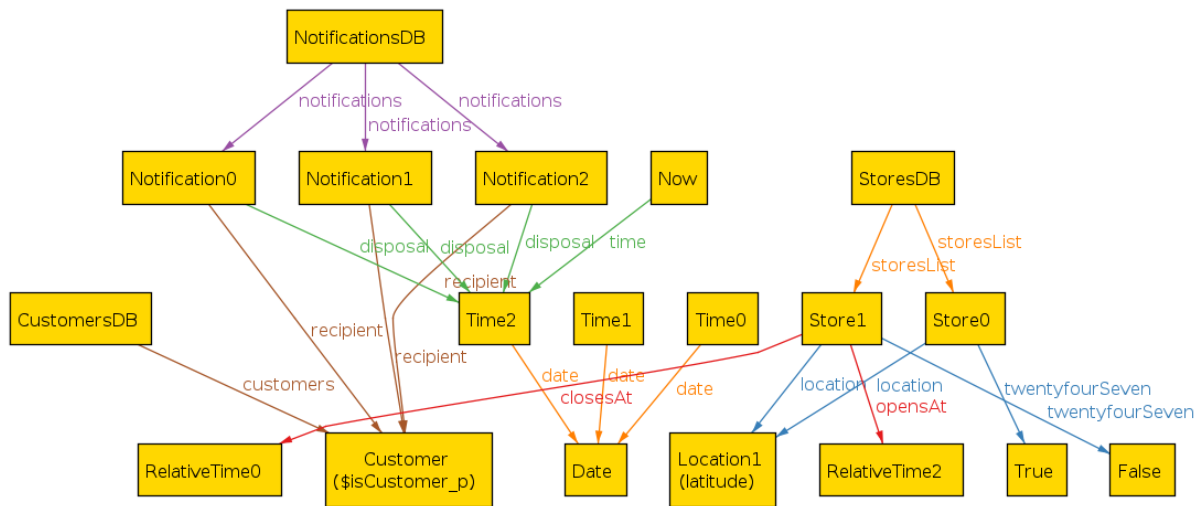 NotificationsDB
notifications
notifications
notifications
Notification0
Notification1
Notification2
Now
StoresDB
disposal
disposal
disposal
time
storesList
storesList
recipient
CustomersDB
Time2
Time1
Time0
Store1
Store0
recipient
recipient
customers
date
date
date
closesAt
location
location
opensAt
twentyfourSeven
twentyfourSeven
RelativeTime0
Customer
($isCustomer_p)
Date
Location1
(latitude)
RelativeTime2
True
False